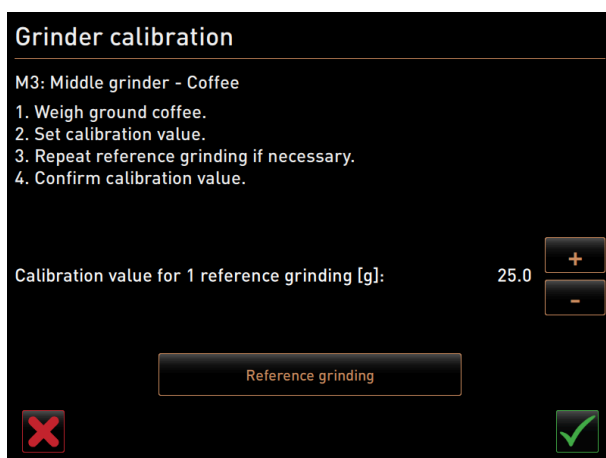 Grinder calibration
M3: Middle grinder - Coffee
1. Weigh ground coffee.
2. Set calibration value.
3. Repeat reference grinding if necessary.
4. Confirm calibration value.
+
Calibration value for 1 reference grinding [g]: 25.0
-
Reference grinding